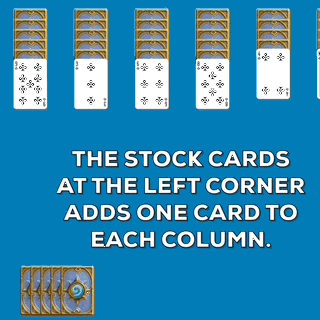 THE STOCK CARDS
AT THE LEFT CORNER
ADDS ONE CARD TO
EACH COLUMN.